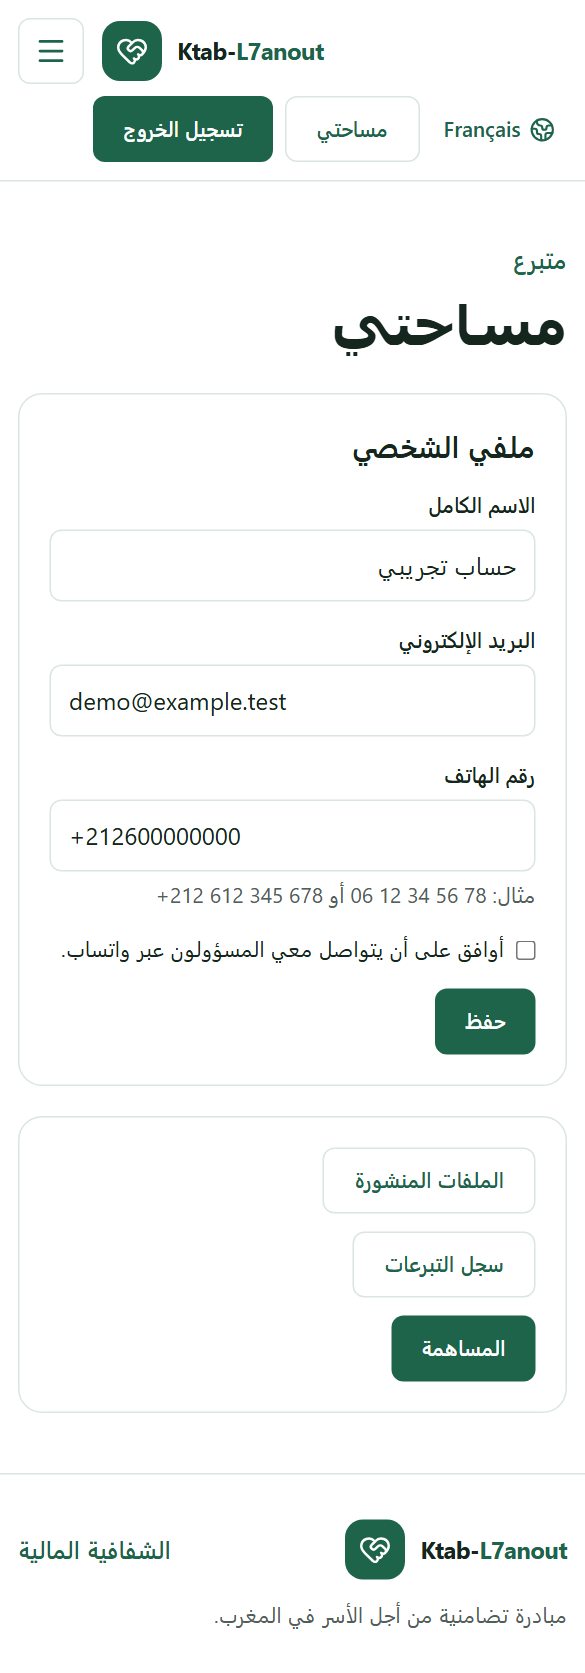 Ktab-L7anout
Français
مساحتي
تسجيل الخروج
متبرع
مساحتي
ملفي الشخصي
الاسم الكامل
حساب تجريبي
البريد الإلكتروني
demo@example.test
رقم الهاتف
+212600000000
مثال: 78 56 34 12 06 أو 678 345 612 212+
أوافق على أن يتواصل معي المسؤولون عبر واتساب.
حفظ
الملفات المنشورة
سجل التبرعات
المساهمة
Ktab-L7anout
الشفافية المالية
مبادرة تضامنية من أجل الأسر في المغرب.